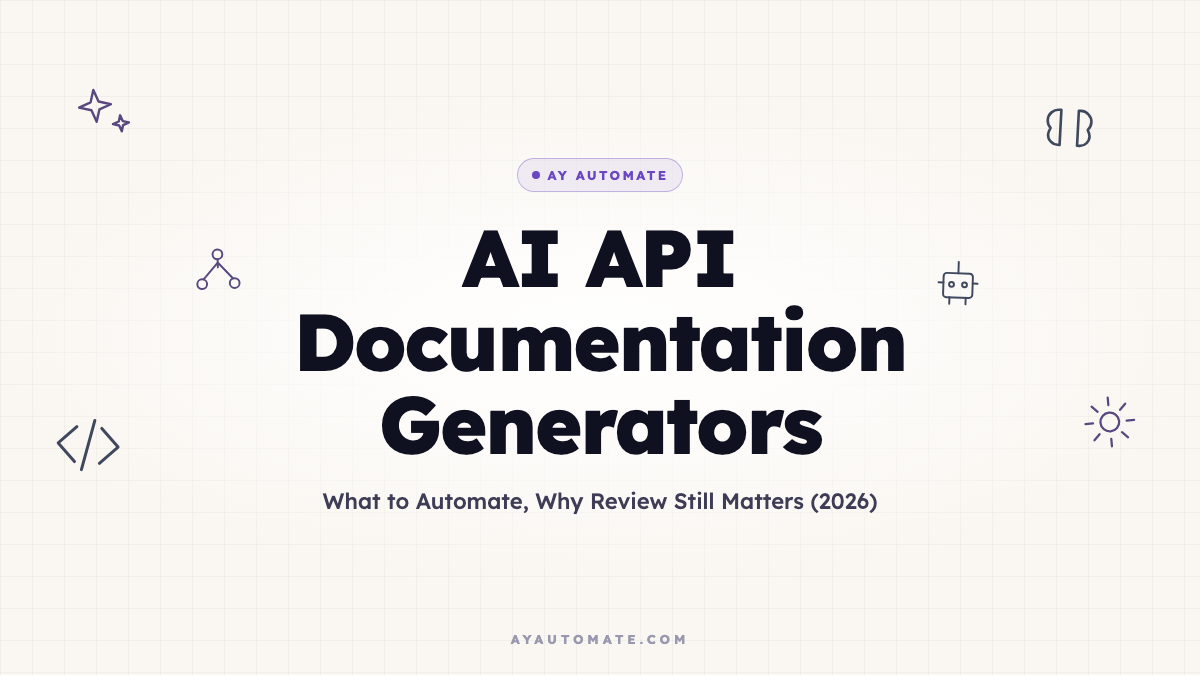 AY AUTOMATE
AI API
Documentation
Generators
What to Automate, Why Review Still Matters (2026)
AYAUTOMATE.COM